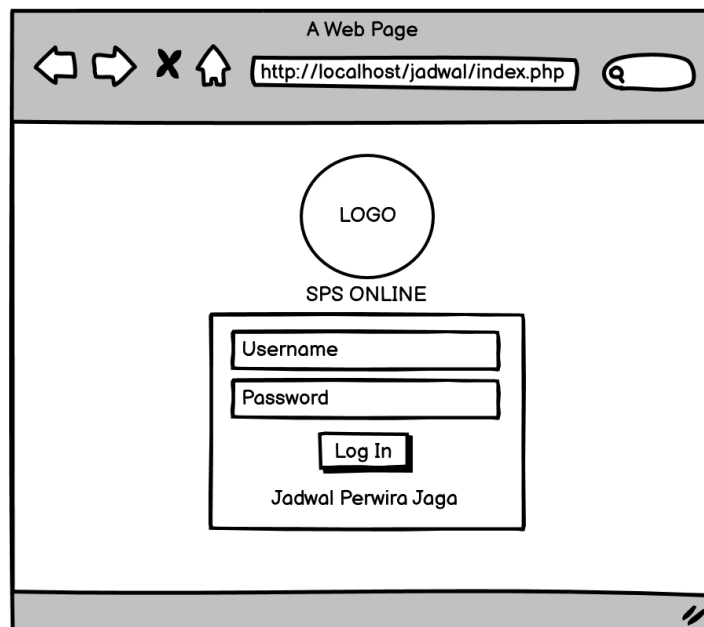 A Web Page
http://localhost/jadwal/index.php
LOGO
SPS ONLINE
Username
Password
Log In
Jadwal Perwira Jaga